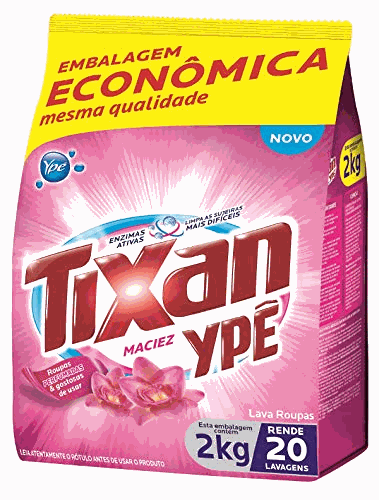 EMBALAGEM
ECONÔMICA
mesma qualidade
NOVO
Ypê
2kg
ENZIMAS
ATIVAS
LIMPA AS SUJEIRAS
MAIS DIFÍCEIS
TIXAN
MACIEZ
YPÊ
Roupas
PERFUMADAS
& gostosas
de usar
Lava Roupas
Esta embalagem
contém
2kg
RENDE
20
LAVAGENS
LEIA ATENTAMENTE O RÓTULO ANTES DE USAR O PRODUTO